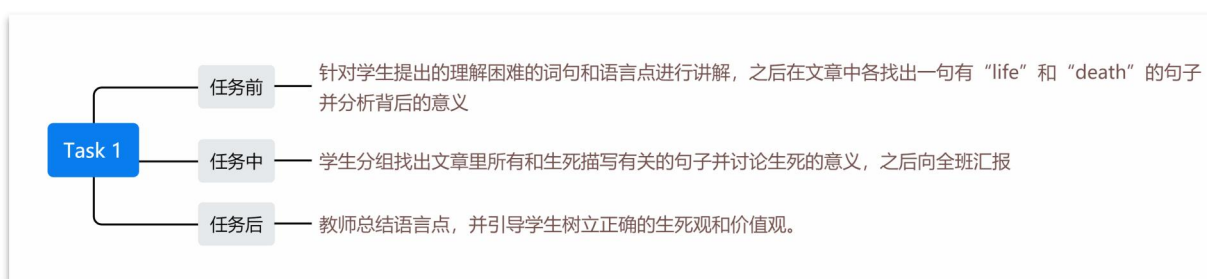 Task 1
任务前
针对学生提出的理解困难的词句和语言点进行讲解，之后在文章中各找出一句有“life”和“death”的句子
并分析背后的意义
任务中
学生分组找出文章里所有和生死描写有关的句子并讨论生死的意义，之后向全班汇报
任务后
教师总结语言点，并引导学生树立正确的生死观和价值观。